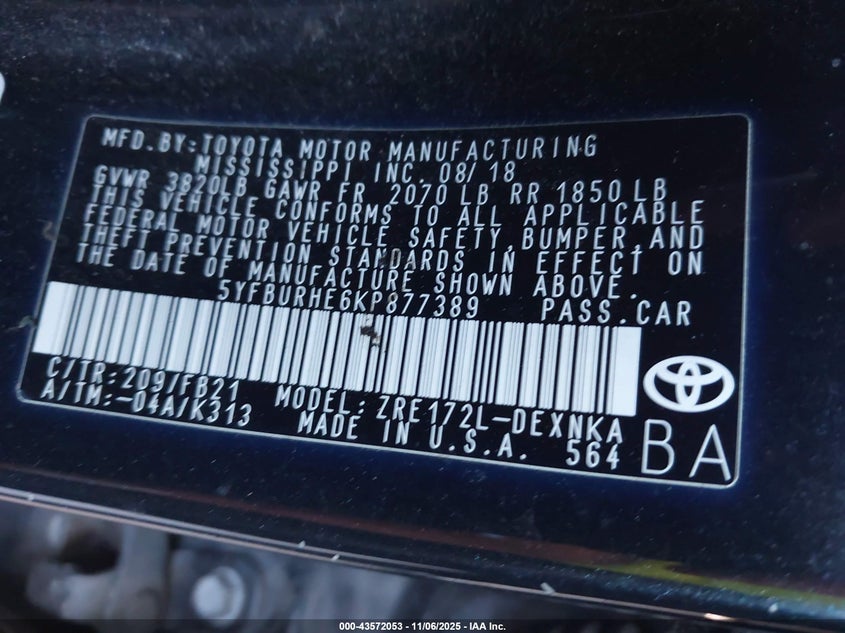 MFD.BY:TOYOTA MOTOR MANUFACTURING
MISSISSIPPI INC. 08/18
GVWR 3820LB GAWR FR 2070 LB RR 1850LB
THIS VEHICLE CONFORMS TO ALL APPLICABLE
FEDERAL MOTOR VEHICLE SAFETY,BUMPER,AND
THEFT PREVENTION STANDARDS IN EFFECT ON
THE DATE OF MANUFACTURE SHOWN ABOVE.
5YFBURHE6KP877389 PASS.CAR
C/TR:209/FB21 MODEL:ZRE172L-DEXNKA
A/TM:-04A/K313 MADE IN U.S.A. 564
BA
000-43572053 - 11/06/2025 - IAA Inc.